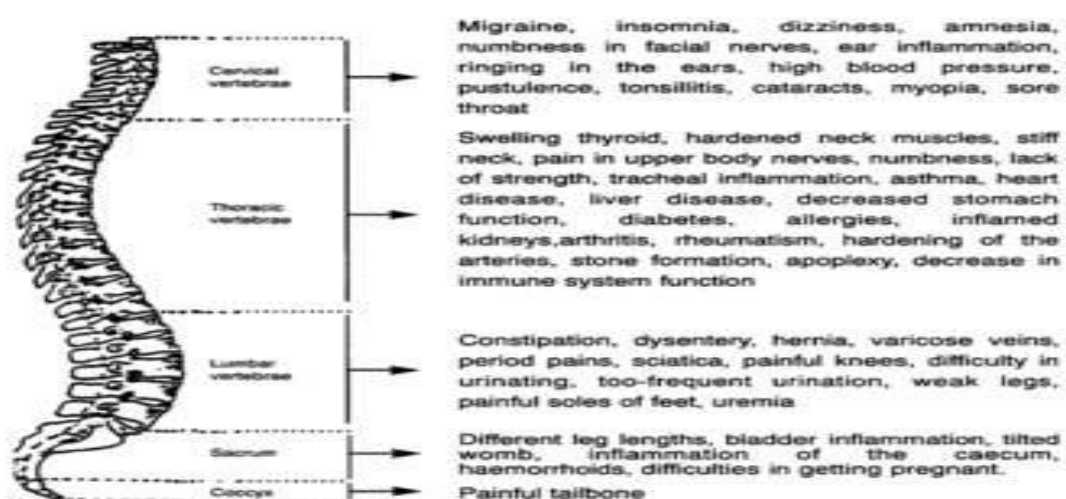 Cervical
vertebrae
Migraine, insomnia, dizziness, amnesia,
numbness in facial nerves, ear inflammation,
ringing in the ears, high blood pressure,
pustulence, tonsillitis, cataracts, myopia, sore
throat
Thoracic
vertebrae
Swelling thyroid, hardened neck muscles, stiff
neck, pain in upper body nerves, numbness, lack
of strength, tracheal inflammation, asthma, heart
disease, liver disease, decreased stomach
function, diabetes, allergies, inflamed
kidneys,arthritis, rheumatism, hardening of the
arteries, stone formation, apoplexy, decrease in
immune system function
Lumbar
vertebrae
Constipation, dysentery, hernia, varicose veins,
period pains, sciatica, painful knees, difficulty in
urinating, too-frequent urination, weak legs,
painful soles of feet, uremia
Sacrum
Different leg lengths, bladder inflammation, tilted
womb, inflammation of the caecum,
haemorrhoids, difficulties in getting pregnant.
Coccyx
Painful tailbone